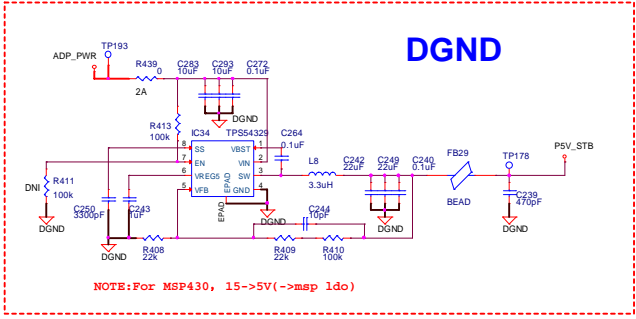 DGND
TP193
ADP_PWR
R439
0
2A
C283
10uF
C293
10uF
C272
0.1uF
DGND
R413
100k
IC34
TPS54329
C264
0.1uF
8
SS
VBST
1
7
EN
VIN
2
6
VREG5
SW
3
5
VFB
EPAD
GND
4
EPAD
DGND
DNI
R411
100k
DGND
C250
3300pF
C243
1uF
DGND
R408
22k
L8
3.3uH
C242
22uF
C249
22uF
C240
0.1uF
DGND
C244
10pF
R409
22k
R410
100k
FB29
BEAD
TP178
P5V_STB
C239
470pF
DGND
NOTE:For MSP430, 15->5V(->msp ldo)